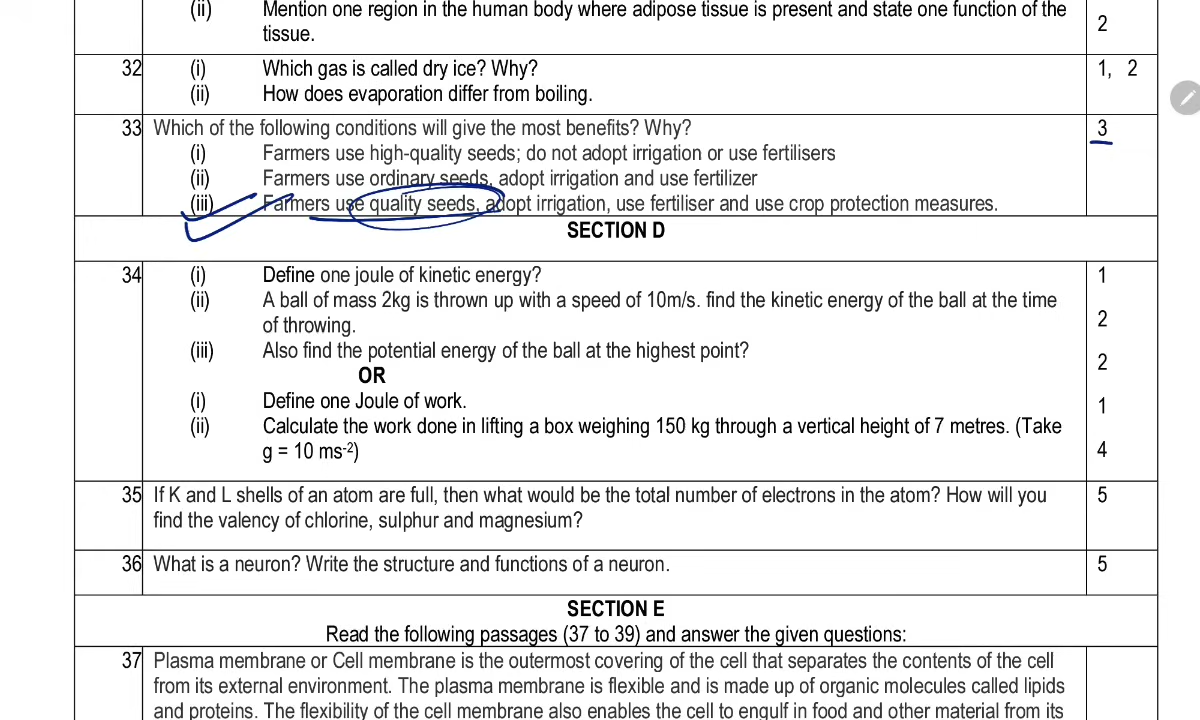 (ii) Mention one region in the human body where adipose tissue is present and state one function of the
tissue. 2
32 (i) Which gas is called dry ice? Why? 1, 2
(ii) How does evaporation differ from boiling.
33 Which of the following conditions will give the most benefits? Why? 3
(i) Farmers use high-quality seeds; do not adopt irrigation or use fertilisers
(ii) Farmers use ordinary seeds, adopt irrigation and use fertilizer
(iii) Farmers use quality seeds, adopt irrigation, use fertiliser and use crop protection measures.
SECTION D
34 (i) Define one joule of kinetic energy? 1
(ii) A ball of mass 2kg is thrown up with a speed of 10m/s. find the kinetic energy of the ball at the time
of throwing. 2
(iii) Also find the potential energy of the ball at the highest point? 2
OR
(i) Define one Joule of work. 1
(ii) Calculate the work done in lifting a box weighing 150 kg through a vertical height of 7 metres. (Take
g = 10 ms-2) 4
35 If K and L shells of an atom are full, then what would be the total number of electrons in the atom? How will you 5
find the valency of chlorine, sulphur and magnesium?
36 What is a neuron? Write the structure and functions of a neuron. 5
SECTION E
Read the following passages (37 to 39) and answer the given questions:
37 Plasma membrane or Cell membrane is the outermost covering of the cell that separates the contents of the cell
from its external environment. The plasma membrane is flexible and is made up of organic molecules called lipids
and proteins. The flexibility of the cell membrane also enables the cell to engulf in food and other material from its